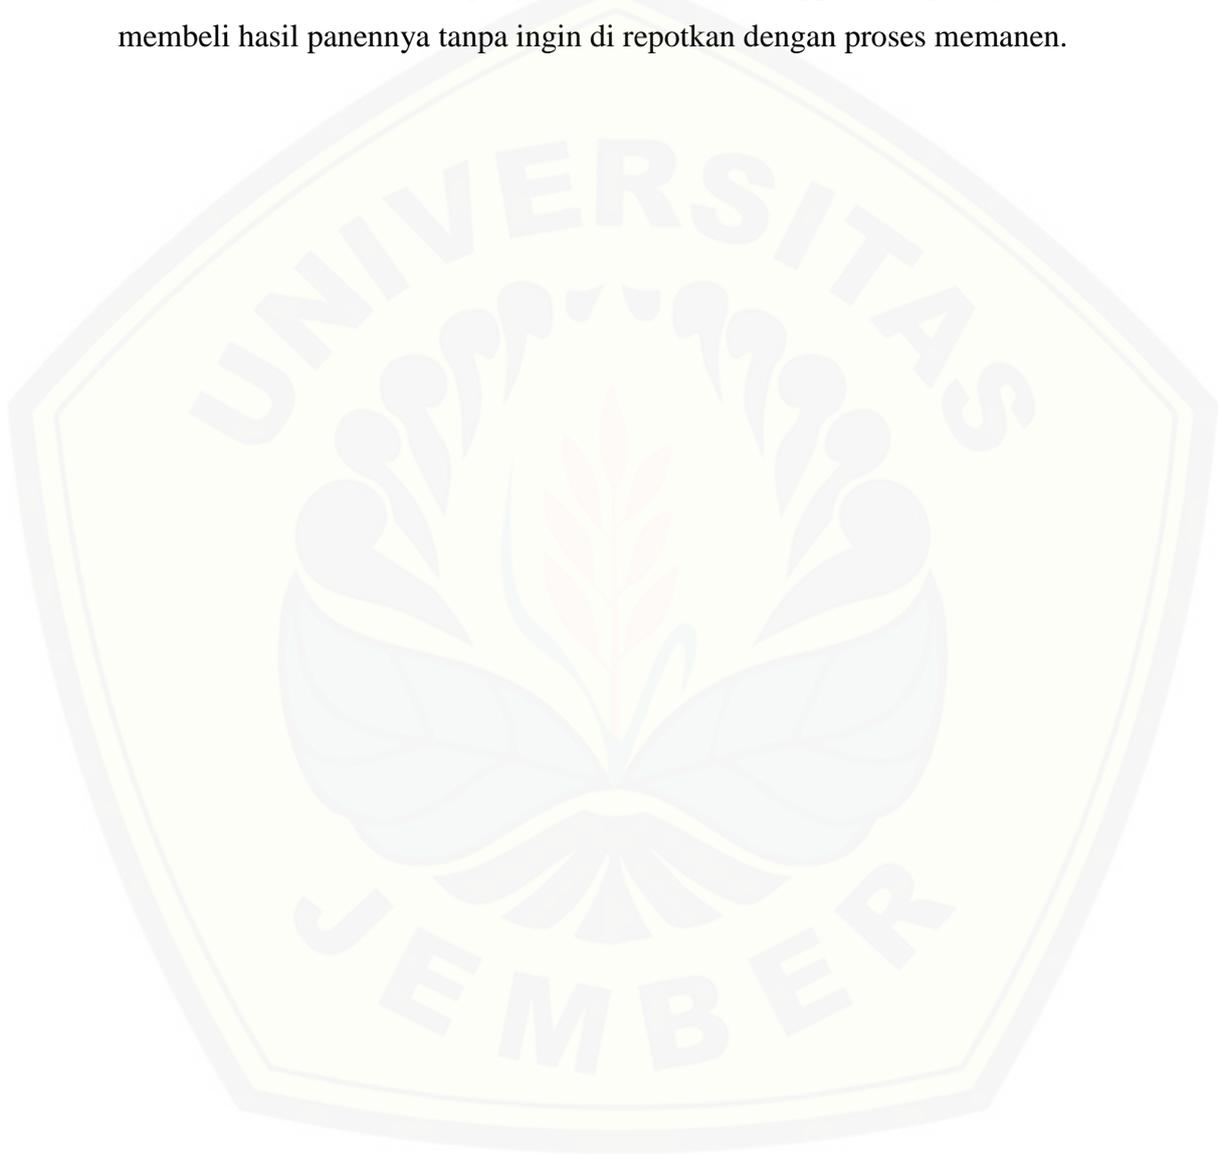 membeli hasil panennya tanpa ingin di repotkan dengan proses memanen.
UNIVERSITAS
JEMBER